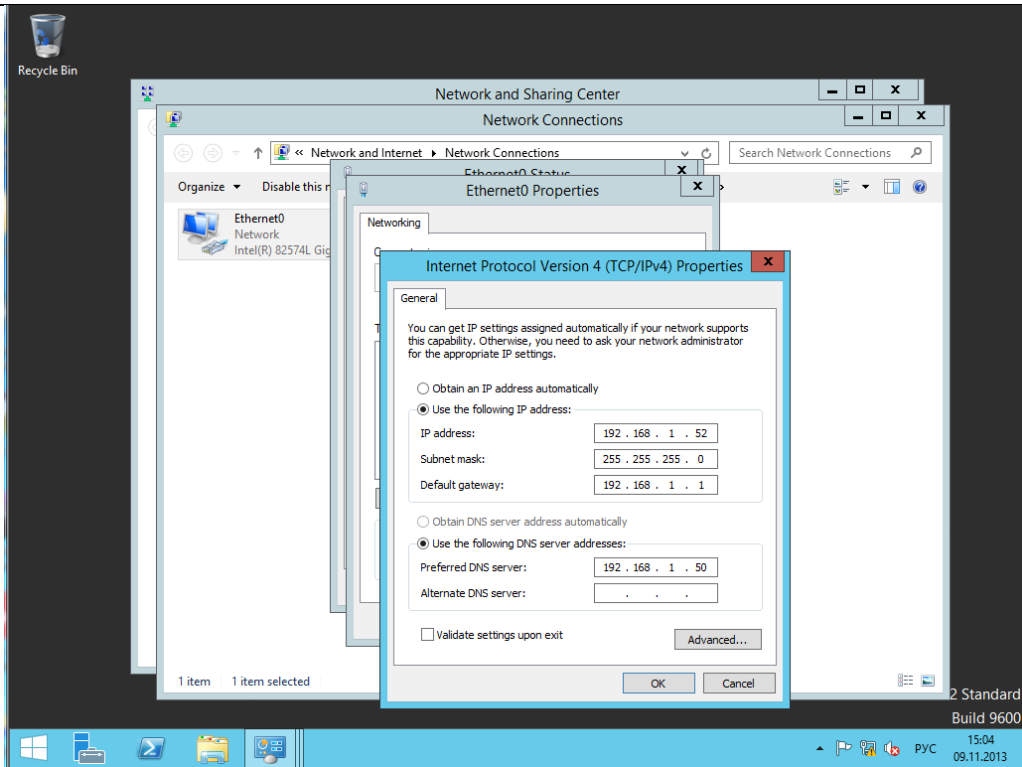 Recycle Bin
Network and Sharing Center
Network Connections
« Network and Internet Network Connections
Search Network Connections
Organize Disable this
Ethernet0 Status
Ethernet0 Properties
Ethernet0
Network
Intel(R) 82574L Gig
Networking
Internet Protocol Version 4 (TCP/IPv4) Properties
General
You can get IP settings assigned automatically if your network supports
this capability. Otherwise, you need to ask your network administrator
for the appropriate IP settings.
Obtain an IP address automatically
Use the following IP address:
IP address: 192 . 168 . 1 . 52
Subnet mask: 255 . 255 . 255 . 0
Default gateway: 192 . 168 . 1 . 1
Obtain DNS server address automatically
Use the following DNS server addresses:
Preferred DNS server: 192 . 168 . 1 . 50
Alternate DNS server: . . .
Validate settings upon exit
Advanced...
OK Cancel
1 item 1 item selected
2 Standard
Build 9600
РУС
15:04
09.11.2013